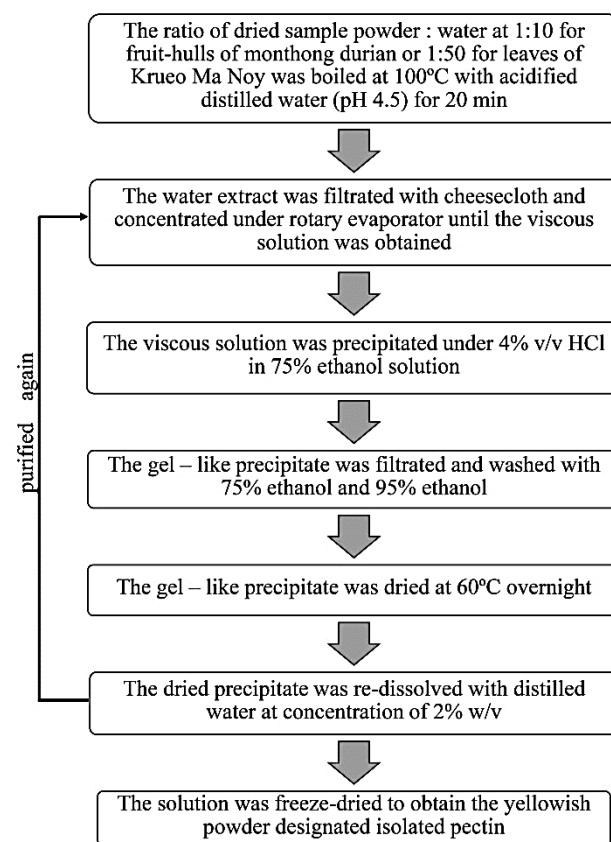 The ratio of dried sample powder : water at 1:10 for
fruit-hulls of monthong durian or 1:50 for leaves of
Krueo Ma Noy was boiled at 100ºC with acidified
distilled water (pH 4.5) for 20 min
The water extract was filtrated with cheesecloth and
concentrated under rotary evaporator until the viscous
solution was obtained
The viscous solution was precipitated under 4% v/v HCl
in 75% ethanol solution
The gel – like precipitate was filtrated and washed with
75% ethanol and 95% ethanol
The gel – like precipitate was dried at 60ºC overnight
The dried precipitate was re-dissolved with distilled
water at concentration of 2% w/v
The solution was freeze-dried to obtain the yellowish
powder designated isolated pectin
purified again